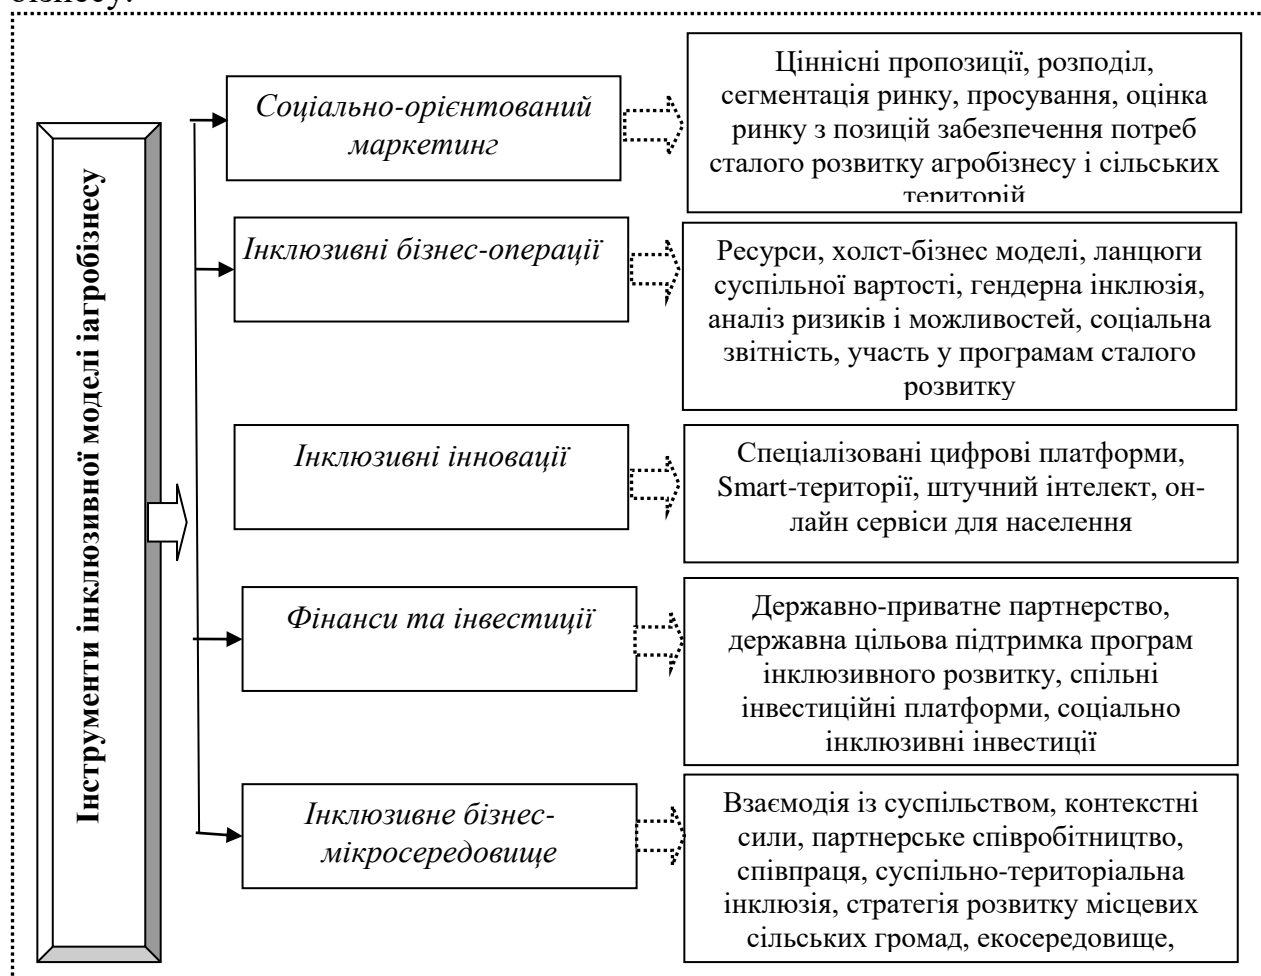 бізнесу.
Інструменти інклюзивної моделі іагробізнесу
Соціально-орієнтований
маркетинг
Ціннісні пропозиції, розподіл,
сегментація ринку, просування, оцінка
ринку з позицій забезпечення потреб
сталого розвитку агробізнесу і сільських
територій
Інклюзивні бізнес-операції
Ресурси, холст-бізнес моделі, ланцюги
суспільної вартості, гендерна інклюзія,
аналіз ризиків і можливостей, соціальна
звітність, участь у програмам сталого
розвитку
Інклюзивні інновації
Спеціалізовані цифрові платформи,
Smart-території, штучний інтелект, он-
лайн сервіси для населення
Фінанси та інвестиції
Державно-приватне партнерство,
державна цільова підтримка програм
інклюзивного розвитку, спільні
інвестиційні платформи, соціально
інклюзивні інвестиції
Інклюзивне бізнес-
мікросередовище
Взаємодія із суспільством, контекстні
сили, партнерське співробітництво,
співпраця, суспільно-територіальна
інклюзія, стратегія розвитку місцевих
сільських громад, екосередовище,